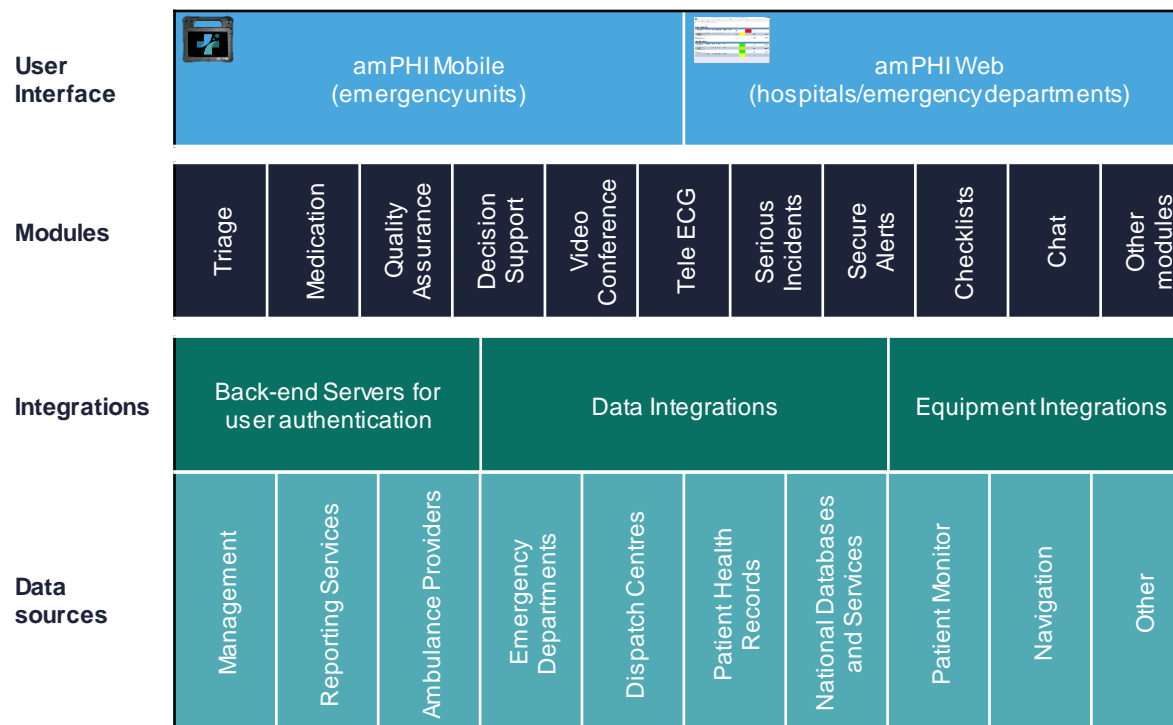 User
Interface
amPHI Mobile
(emergency units)
amPHI Web
(hospitals/emergency departments)
Modules
Triage
Medication
Quality
Assurance
Decision
Support
Video
Conference
Tele ECG
Serious
Incidents
Secure
Alerts
Checklists
Chat
Other
modules
Integrations
Back-end Servers for
user authentication
Data Integrations
Equipment Integrations
Data
sources
Management
Reporting Services
Ambulance Providers
Emergency
Departments
Dispatch Centres
Patient Health
Records
National Databases
and Services
Patient Monitor
Navigation
Other